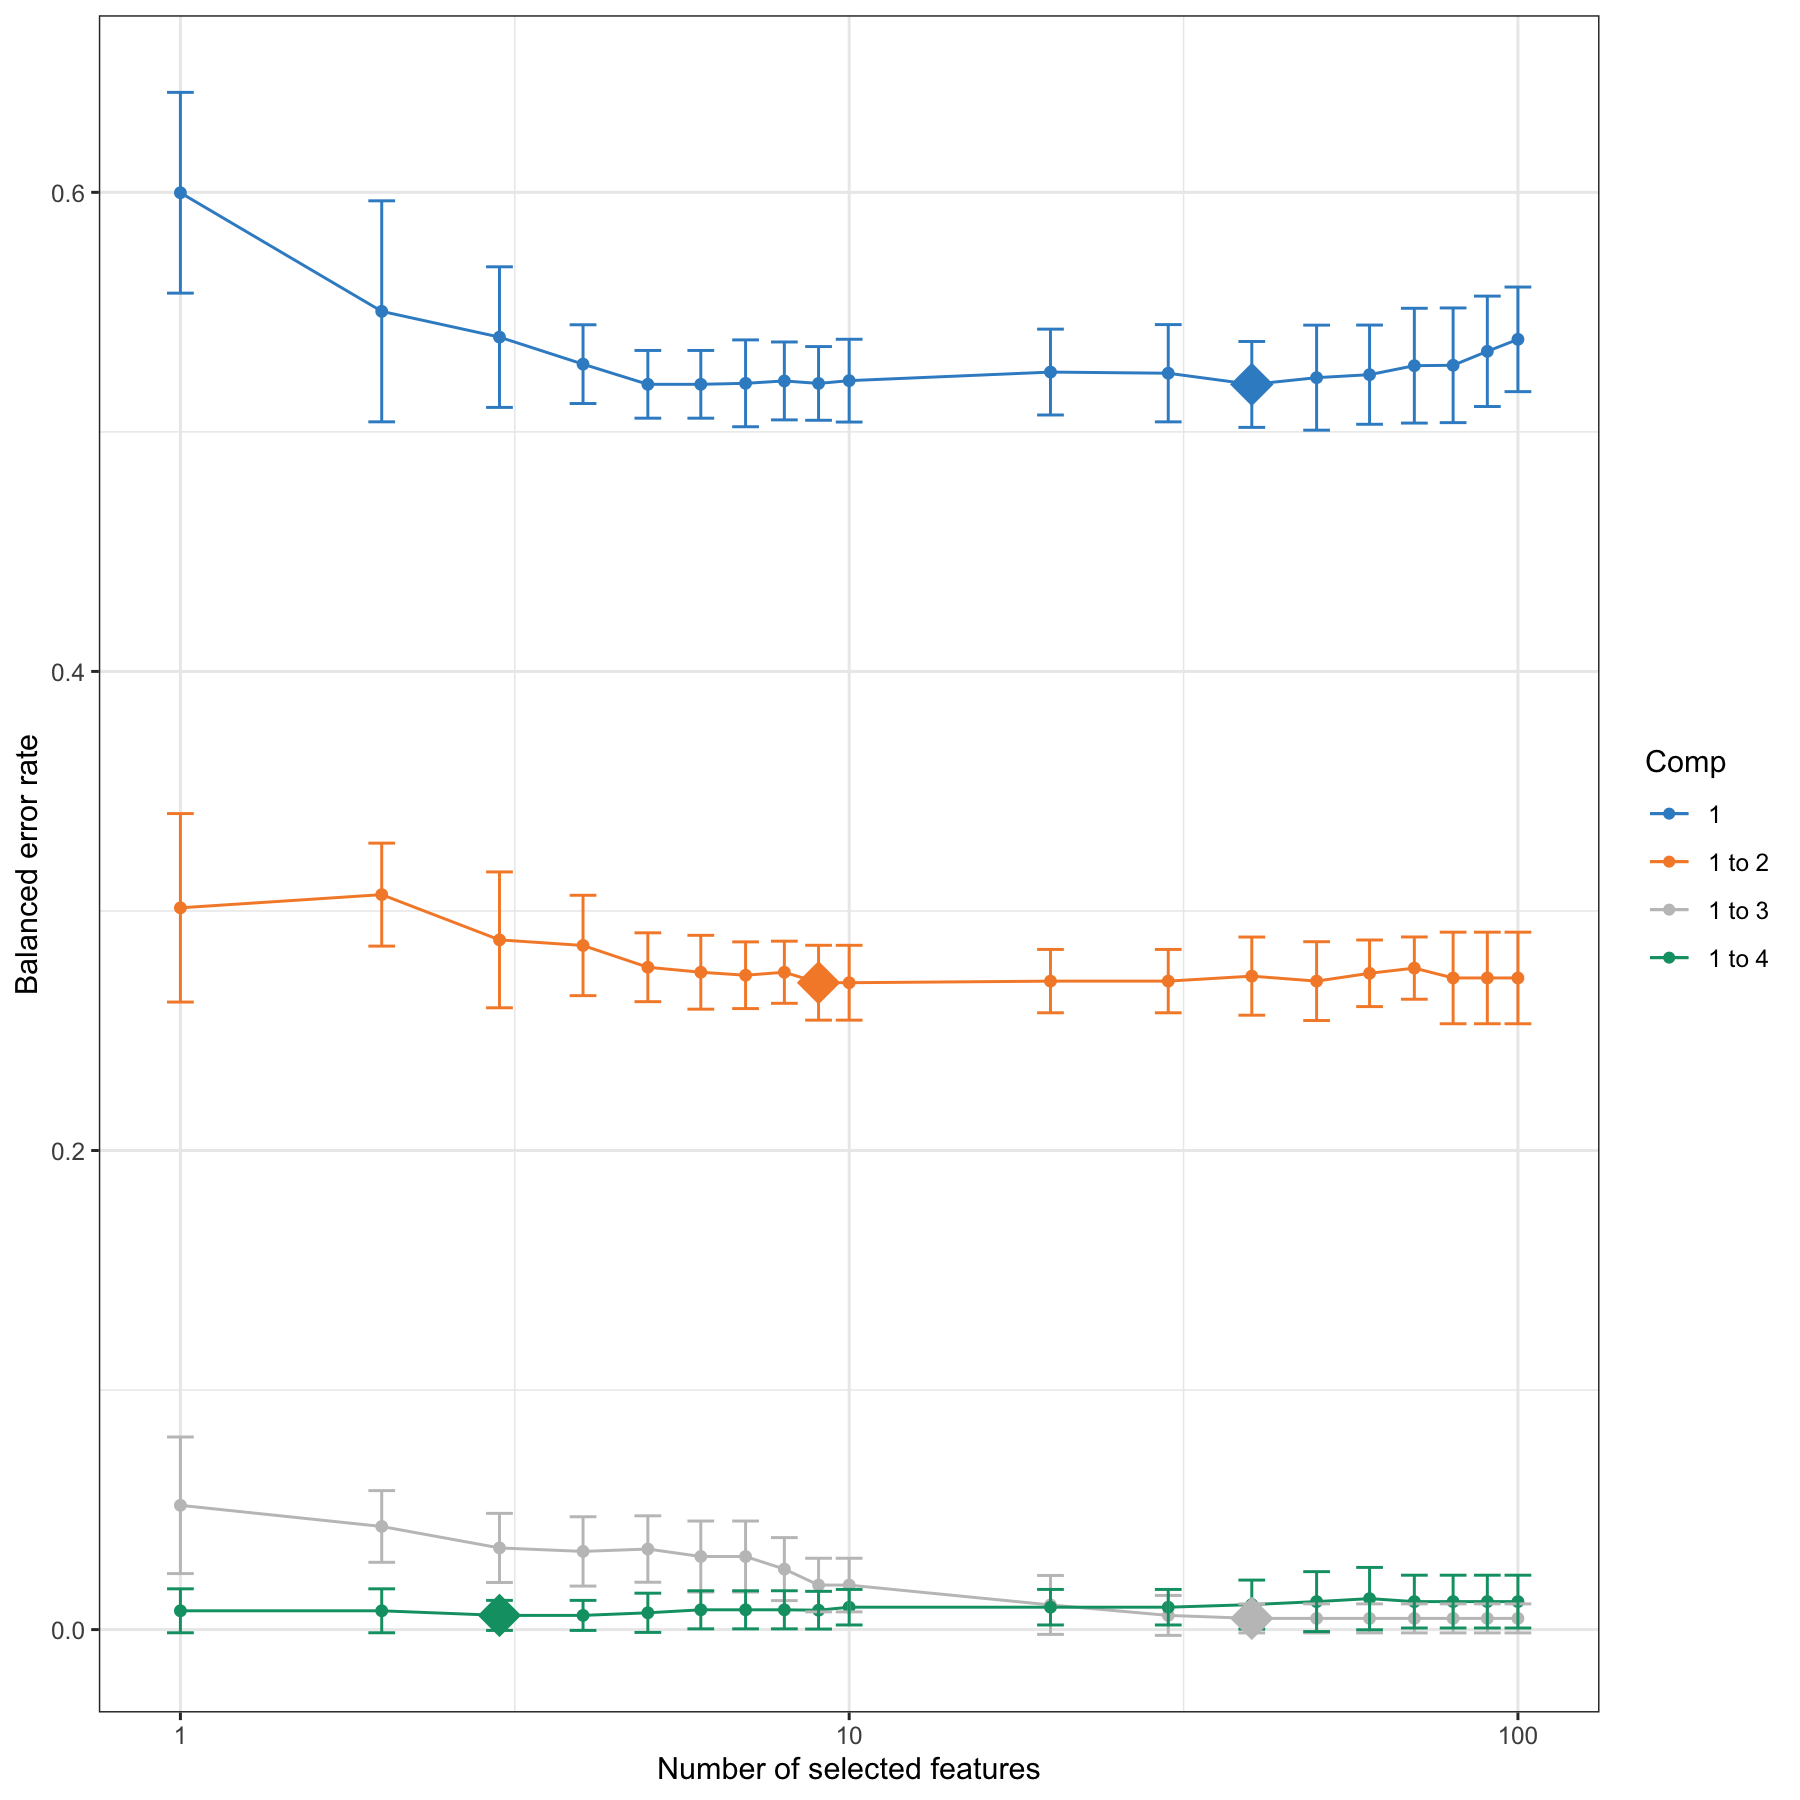 0.6
0.4
0.2
0.0
Balanced error rate
1
10
100
Number of selected features
Comp
1
1 to 2
1 to 3
1 to 4